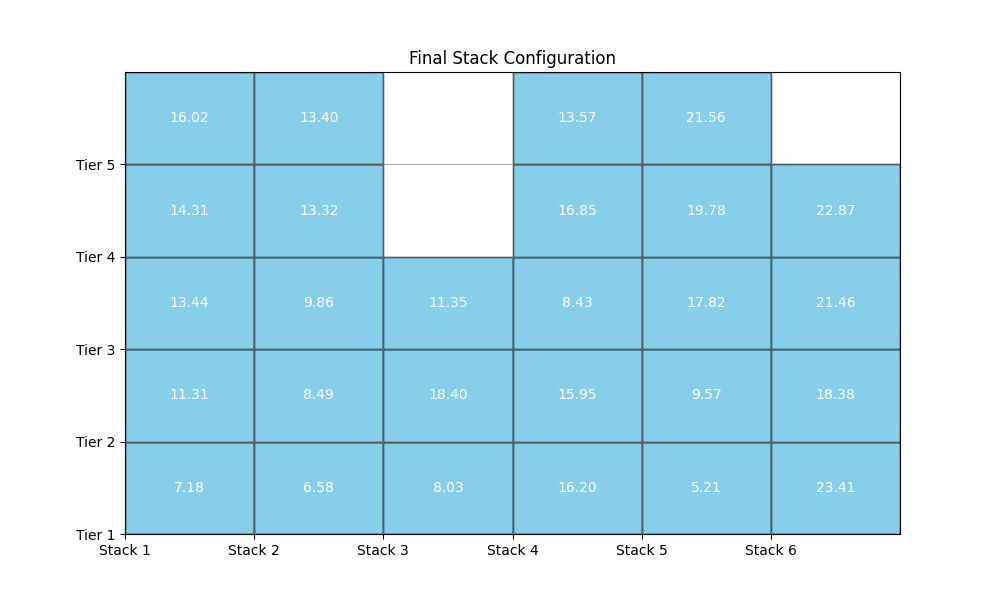 Final Stack Configuration
16.02 13.40 13.57 21.56
Tier 5
14.31 13.32 16.85 19.78 22.87
Tier 4
13.44 9.86 11.35 8.43 17.82 21.46
Tier 3
11.31 8.49 18.40 15.95 9.57 18.38
Tier 2
7.18 6.58 8.03 16.20 5.21 23.41
Tier 1
Stack 1 Stack 2 Stack 3 Stack 4 Stack 5 Stack 6